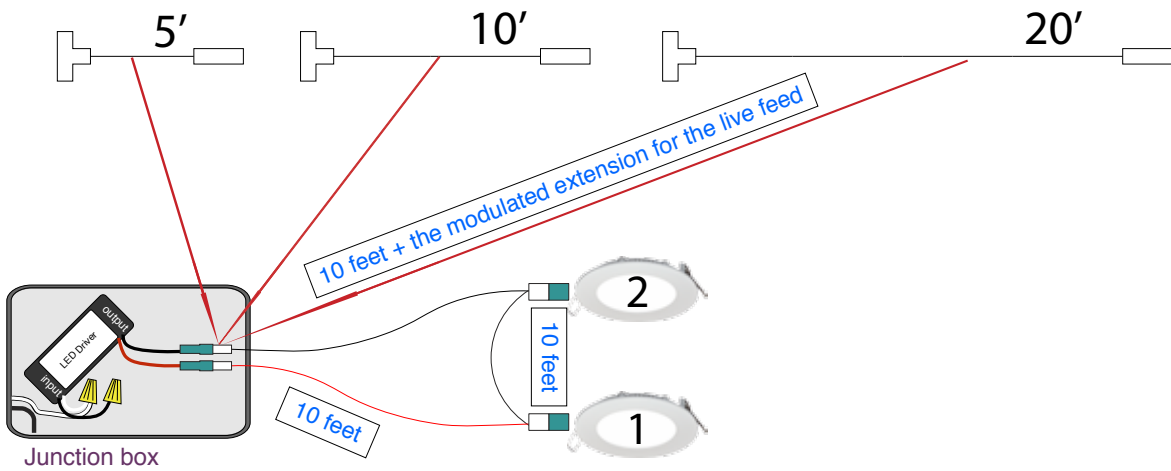 5’
10’
20’
10 feet + the modulated extension for the live feed
output
LED Driver
input
2
10 feet
10 feet
1
Junction box